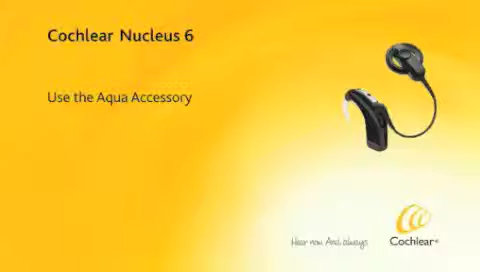 Cochlear Nucleus 6
Use the Aqua Accessory
Hear now. And always
Cochlear®